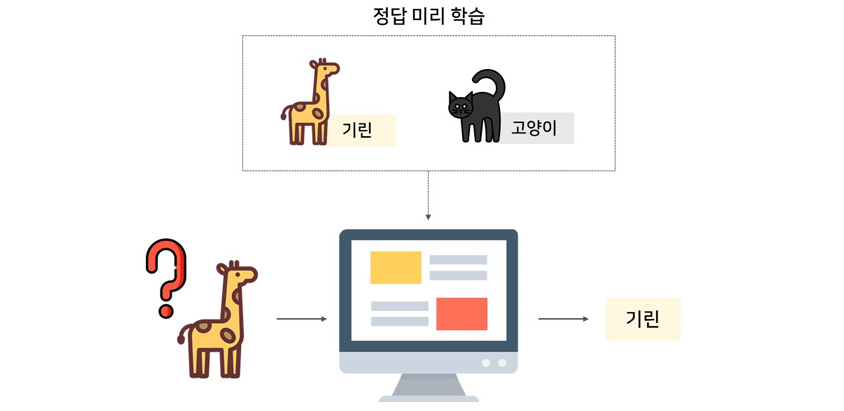 정답 미리 학습
기린
고양이
기린